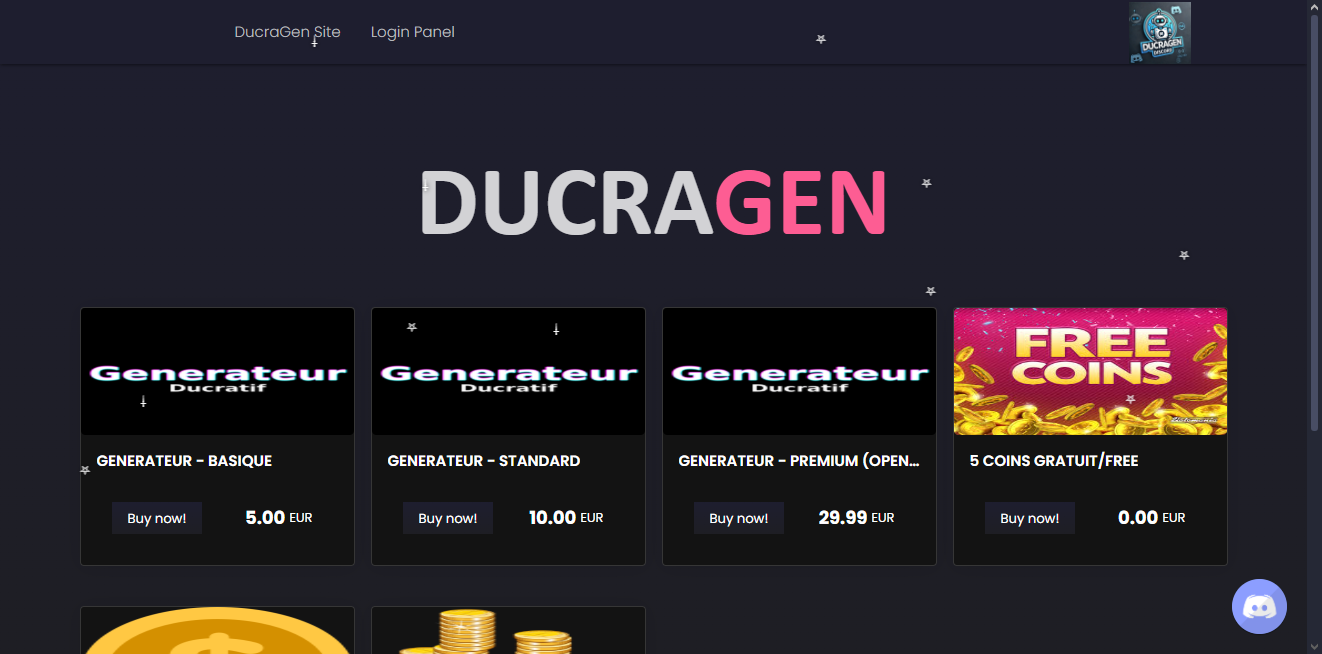 DucraGen Site
Login Panel
DUCRAGEN
DISCORD
DUCRAGEN
Generateur
Ducratif
Generateur
Ducratif
Generateur
Ducratif
FREE
COINS
GENERATEUR - BASIQUE
GENERATEUR - STANDARD
GENERATEUR - PREMIUM (OPEN...
5 COINS GRATUIT/FREE
Buy now!
5.00 EUR
Buy now!
10.00 EUR
Buy now!
29.99 EUR
Buy now!
0.00 EUR